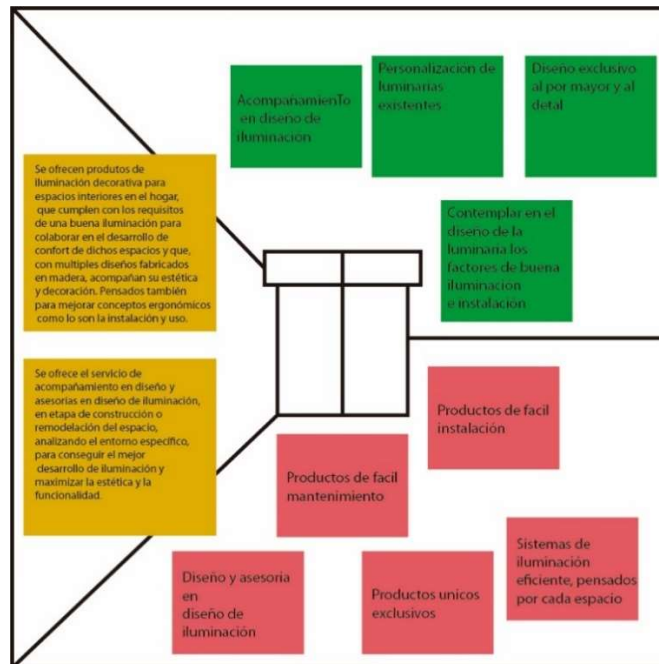 AcompañamienTo
en diseño de
iluminación
Personalización de
luminarias
existentes
Diseño exclusivo
al por mayor y al
detal
Se ofrecen produtos de
iluminación decorativa para
espacios interiores en el hogar,
que cumplen con los requisitos
de una buena iluminación para
colaborar en el desarrollo de
confort de dichos espacios y que,
con multiples diseños fabricados
en madera, acompañan su estética
y decoración. Pensados también
para mejorar conceptos ergonómicos
como lo son la instalación y uso.
Contemplar en el
diseño de la
luminaria los
factores de buena
iluminación
e instalación
Se ofrece el servicio de
acompañamiento en diseño y
asesorías en diseño de iluminación,
en etapa de construcción o
remodelación del espacio,
analizando el entorno específico,
para conseguir el mejor
desarrollo de iluminación y
maximizar la estética y la
funcionalidad.
Productos de facil
instalación
Productos de facil
mantenimiento
Diseño y asesoría
en
diseño de
iluminación
Productos unicos
exclusivos
Sistemas de
iluminación
eficiente, pensados
por cada espacio